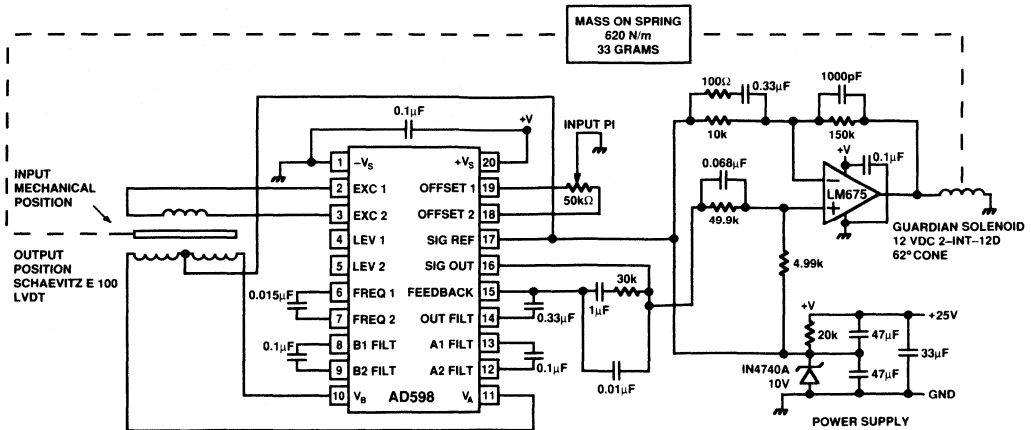 MASS ON SPRING
620 N/m
33 GRAMS
100Ω
0.33µF
1000pF
10k
150k
0.1µF
+V
INPUT PI
+V
0.1µF
1
–VS
+VS
20
0.068µF
LM675
INPUT
MECHANICAL
POSITION
2
EXC 1
OFFSET 1
19
50kΩ
49.9k
3
EXC 2
OFFSET 2
18
GUARDIAN SOLENOID
12 VDC 2–INT–12D
62° CONE
4
LEV 1
SIG REF
17
OUTPUT
POSITION
SCHAEVITZ E 100
LVDT
5
LEV 2
SIG OUT
16
4.99k
30k
0.015µF
6
FREQ 1
FEEDBACK
15
1µF
7
FREQ 2
OUT FILT
14
0.33µF
+V
+25V
20k
47µF
33µF
0.1µF
8
B1 FILT
A1 FILT
13
0.1µF
9
B2 FILT
A2 FILT
12
0.01µF
IN4740A
10V
47µF
10
VB
AD598
VA
11
GND
POWER SUPPLY